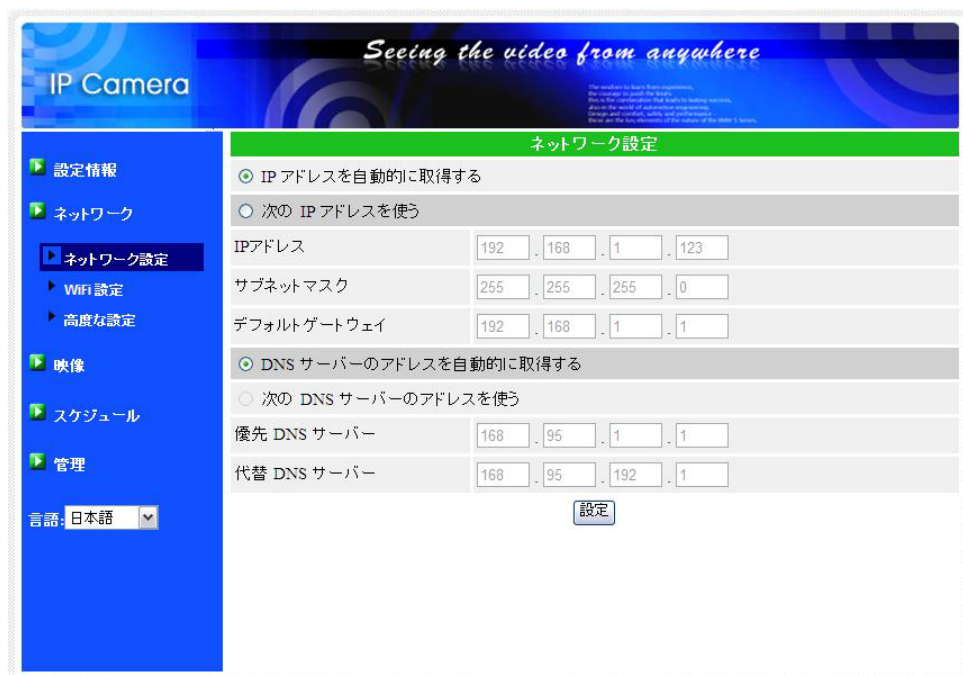 Seeing the video from anywhere
IP Camera
設定情報
ネットワーク
ネットワーク設定
WiFi 設定
高度な設定
映像
スケジュール
管理
言語: 日本語
ネットワーク設定
IP アドレスを自動的に取得する
次の IP アドレスを使う
IPアドレス 192 . 168 . 1 . 123
サブネットマスク 255 . 255 . 255 . 0
デフォルトゲートウェイ 192 . 168 . 1 . 1
DNS サーバーのアドレスを自動的に取得する
次の DNS サーバーのアドレスを使う
優先 DNS サーバー 168 . 95 . 1 . 1
代替 DNS サーバー 168 . 95 . 192 . 1
設定